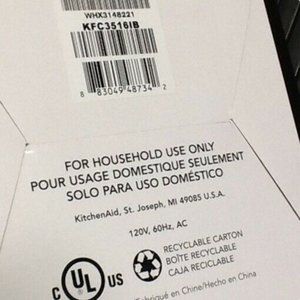 WHX3148221
KFC3516IB
8 83049 48734 2
FOR HOUSEHOLD USE ONLY
POUR USAGE DOMESTIQUE SEULEMENT
SOLO PARA USO DOMÉSTICO
KitchenAid, St. Joseph, MI 49085 U.S.A.
120V, 60Hz, AC
RECYCLABLE CARTON
BOÎTE RECYCLABLE
CAJA RECICLABLE
C UL US
Fabriqué en Chine/Hecho en China